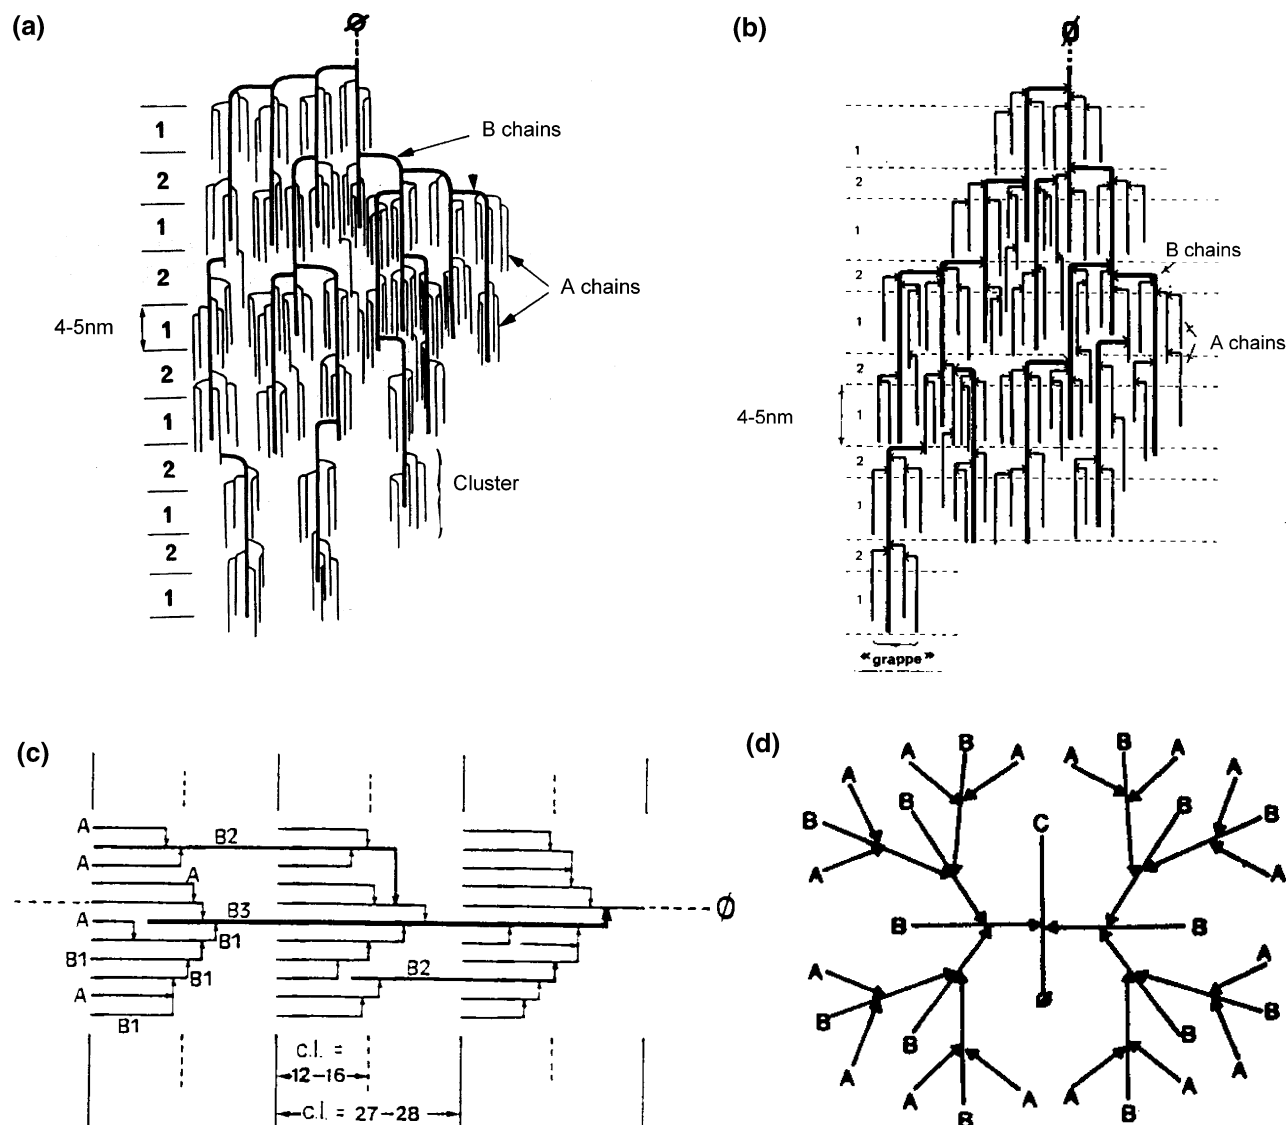 (a)
Ø
B chains
1
2
1
2
A chains
4-5nm
1
2
1
2
Cluster
1
2
1
(b)
Ø
1
2
1
B chains
2
1
A chains
2
4-5nm
1
2
1
2
1
« grappe »
(c)
A
B2
A
A
B3
Ø
A
B1
B1
B1
B2
A
B1
c.l. =
12-16
c.l. = 27-28
(d)
A
B
A
B
A
A
A
B
B
B
B
C
A
A
B
B
A
A
B
B
B
B
A
A
A
A
A
A
B
B